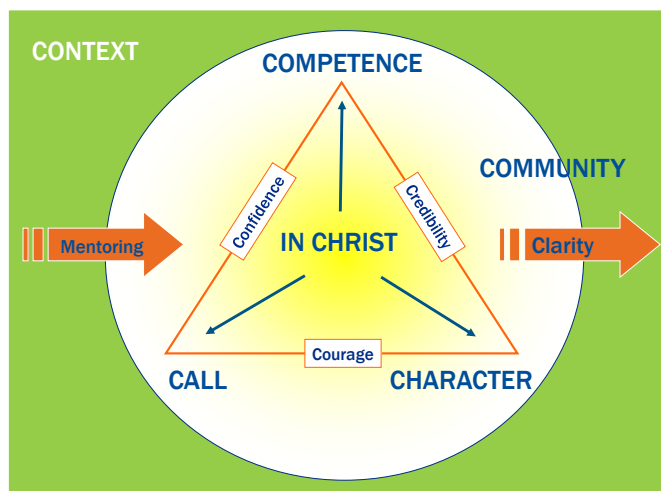 CONTEXT
COMPETENCE
COMMUNITY
Confidence
Credibility
Mentoring
IN CHRIST
Clarity
Courage
CALL
CHARACTER